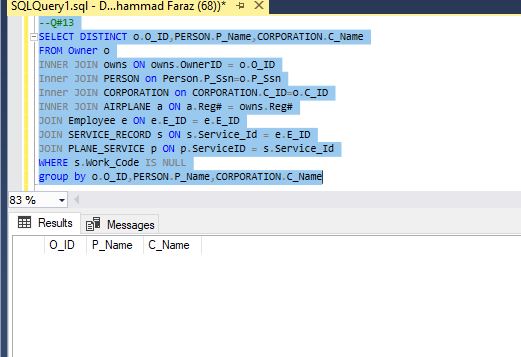 SQLQuery1.sql - D...hammad Faraz (68))*
--Q#13
SELECT DISTINCT o.O_ID,PERSON.P_Name,CORPORATION.C_Name
FROM Owner o
INNER JOIN owns ON owns.OwnerID = o.O_ID
Inner JOIN PERSON on Person.P_Ssn=o.P_Ssn
Inner JOIN CORPORATION on CORPORATION.C_ID=o.C_ID
Inner JOIN AIRPLANE a ON a.Reg# = owns.Reg#
JOIN Employee e ON e.E_ID = e.E_ID
JOIN SERVICE_RECORD s ON s.Service_Id = e.E_ID
JOIN PLANE_SERVICE p ON p.ServiceID = s.Service_Id
WHERE s.Work_Code IS NULL
group by o.O_ID,PERSON.P_Name,CORPORATION.C_Name
83 %
Results Messages
O_ID P_Name C_Name